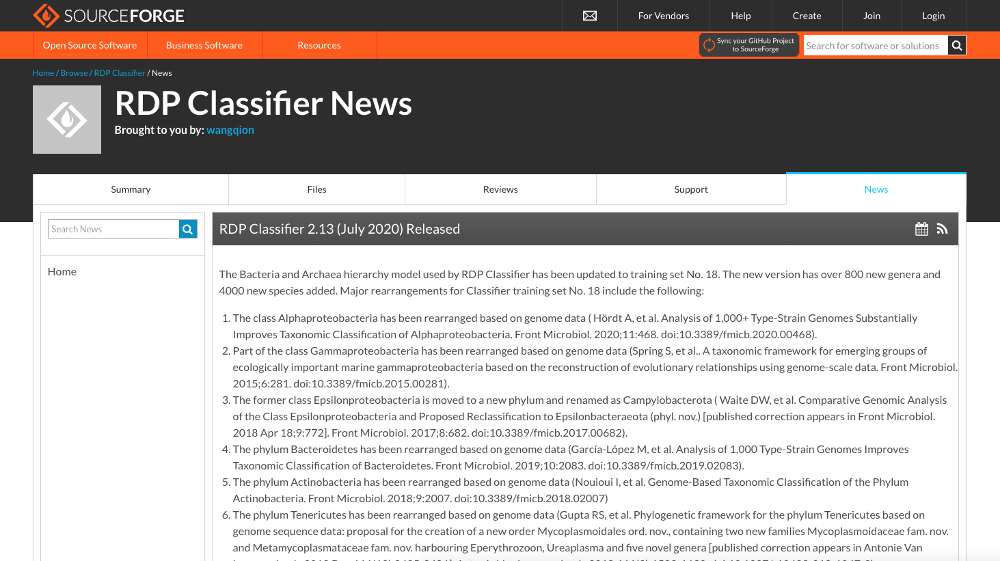 SOURCEFORGE
For Vendors
Help
Create
Join
Login
Open Source Software
Business Software
Resources
Sync your GitHub Project
to SourceForge
Search for software or solutions
Home / Browse / RDP Classifier / News
RDP Classifier News
Brought to you by: wangqion
Summary
Files
Reviews
Support
News
Search News
Home
RDP Classifier 2.13 (July 2020) Released
The Bacteria and Archaea hierarchy model used by RDP Classifier has been updated to training set No. 18. The new version has over 800 new genera and
4000 new species added. Major rearrangements for Classifier training set No. 18 include the following:
1. The class Alphaproteobacteria has been rearranged based on genome data ( Hördt A, et al. Analysis of 1,000+ Type-Strain Genomes Substantially
Improves Taxonomic Classification of Alphaproteobacteria. Front Microbiol. 2020;11:468. doi:10.3389/fmicb.2020.00468).
2. Part of the class Gammaproteobacteria has been rearranged based on genome data (Spring S, et al.. A taxonomic framework for emerging groups of
ecologically important marine gammaproteobacteria based on the reconstruction of evolutionary relationships using genome-scale data. Front Microbiol.
2015;6:281. doi:10.3389/fmicb.2015.00281).
3. The former class Epsilonproteobacteria is moved to a new phylum and renamed as Campylobacterota ( Waite DW, et al. Comparative Genomic Analysis
of the Class Epsilonproteobacteria and Proposed Reclassification to Epsilonbacteraeota (phyl. nov.) [published correction appears in Front Microbiol.
2018 Apr 18;9:772]. Front Microbiol. 2017;8:682. doi:10.3389/fmicb.2017.00682).
4. The phylum Bacteroidetes has been rearranged based on genome data (García-López M, et al. Analysis of 1,000 Type-Strain Genomes Improves
Taxonomic Classification of Bacteroidetes. Front Microbiol. 2019;10:2083. doi:10.3389/fmicb.2019.02083).
5. The phylum Actinobacteria has been rearranged based on genome data (Nouioui I, et al. Genome-Based Taxonomic Classification of the Phylum
Actinobacteria. Front Microbiol. 2018;9:2007. doi:10.3389/fmicb.2018.02007)
6. The phylum Tenericutes has been rearranged based on genome data (Gupta RS, et al. Phylogenetic framework for the phylum Tenericutes based on
genome sequence data: proposal for the creation of a new order Mycoplasmoidales ord. nov., containing two new families Mycoplasmoidaceae fam. nov.
and Metamycoplasmataceae fam. nov. harbouring Eperythrozoon, Ureaplasma and five novel genera [published correction appears in Antonie Van